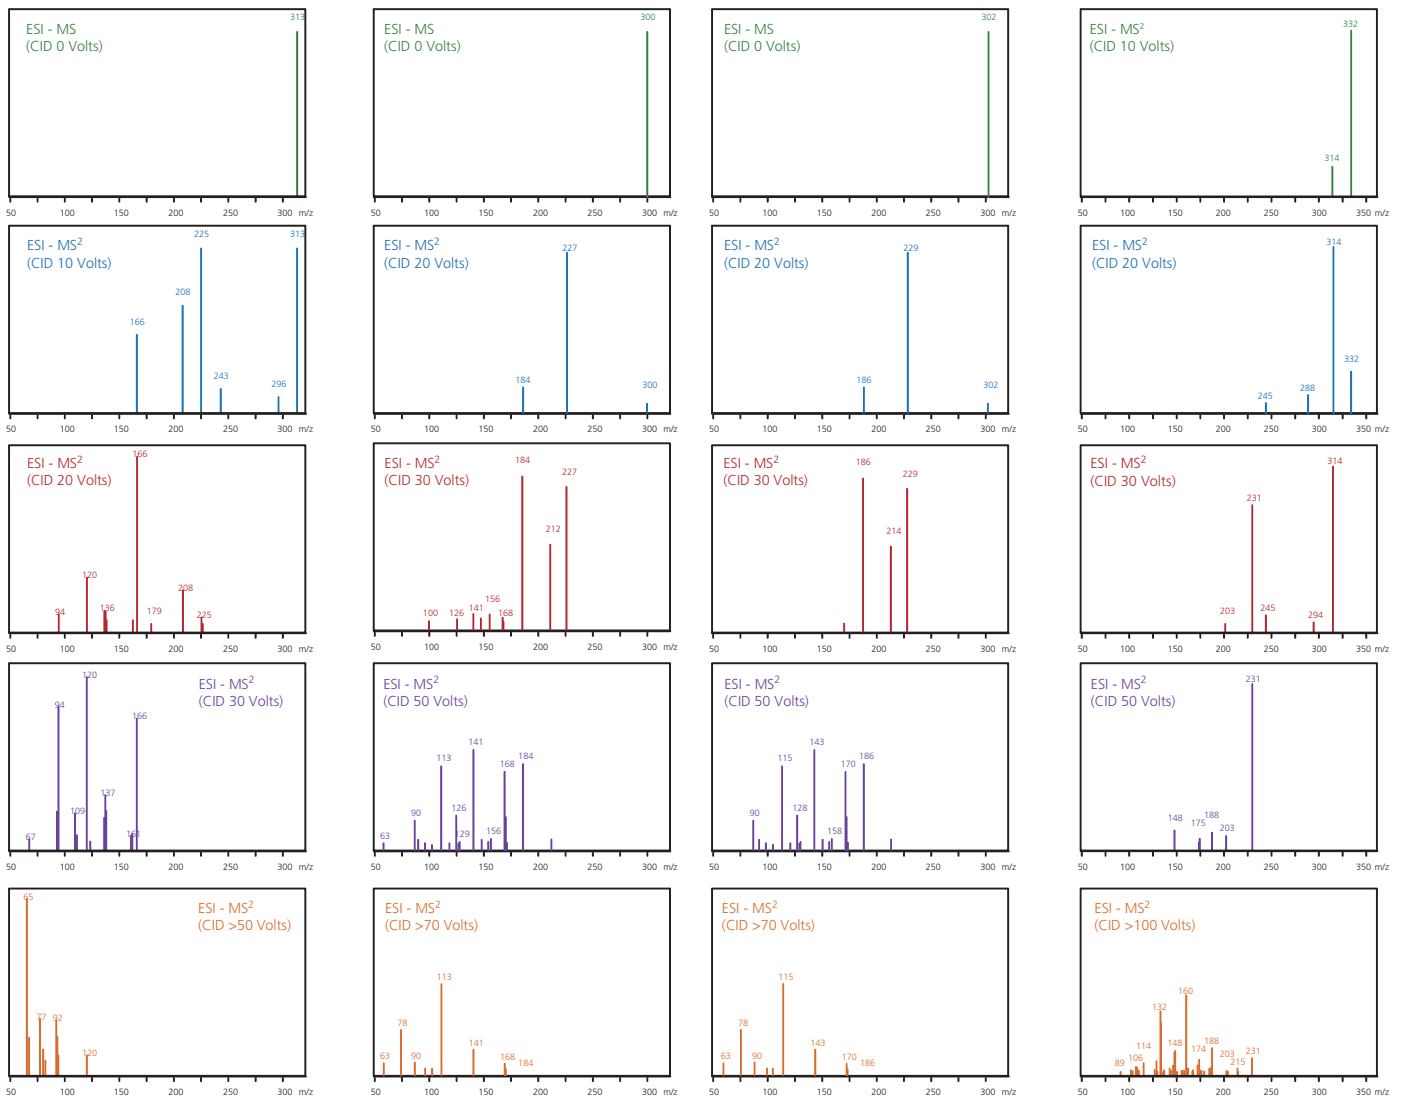 313
ESI - MS
(CID 0 Volts)
50 100 150 200 250 300 m/z
300
ESI - MS
(CID 0 Volts)
50 100 150 200 250 300 m/z
302
ESI - MS
(CID 0 Volts)
50 100 150 200 250 300 m/z
332
ESI - MS²
(CID 10 Volts)
314
50 100 150 200 250 300 350 m/z
225 313
ESI - MS²
(CID 10 Volts)
208
166
243
296
50 100 150 200 250 300 m/z
ESI - MS²
227
(CID 20 Volts)
184
300
50 100 150 200 250 300 m/z
ESI - MS²
229
(CID 20 Volts)
186
302
50 100 150 200 250 300 m/z
ESI - MS²
314
(CID 20 Volts)
332
288
245
50 100 150 200 250 300 350 m/z
166
ESI - MS²
(CID 20 Volts)
120
208
94 136 179
225
50 100 150 200 250 300 m/z
ESI - MS²
184
227
(CID 30 Volts)
212
156
141
100 126 168
50 100 150 200 250 300 m/z
ESI - MS²
186
229
(CID 30 Volts)
214
50 100 150 200 250 300 m/z
ESI - MS²
314
(CID 30 Volts)
231
203 245
294
50 100 150 200 250 300 350 m/z
120
ESI - MS²
(CID 30 Volts)
94
166
137
109
67 161
50 100 150 200 250 300 m/z
ESI - MS²
(CID 50 Volts)
141
113 184
168
90 126
129 156
63
50 100 150 200 250 300 m/z
ESI - MS²
(CID 50 Volts)
143
115 186
170
90 128
158
50 100 150 200 250 300 m/z
ESI - MS²
231
(CID 50 Volts)
148 175 188
203
50 100 150 200 250 300 350 m/z
65
ESI - MS²
(CID >50 Volts)
77 92
120
50 100 150 200 250 300 m/z
ESI - MS²
(CID >70 Volts)
113
78
141
63 90 168 184
50 100 150 200 250 300 m/z
ESI - MS²
(CID >70 Volts)
115
78
143
63 90 170 186
50 100 150 200 250 300 m/z
ESI - MS²
(CID >100 Volts)
160
132
114 148 174 188
89 106 203 215 231
50 100 150 200 250 300 350 m/z